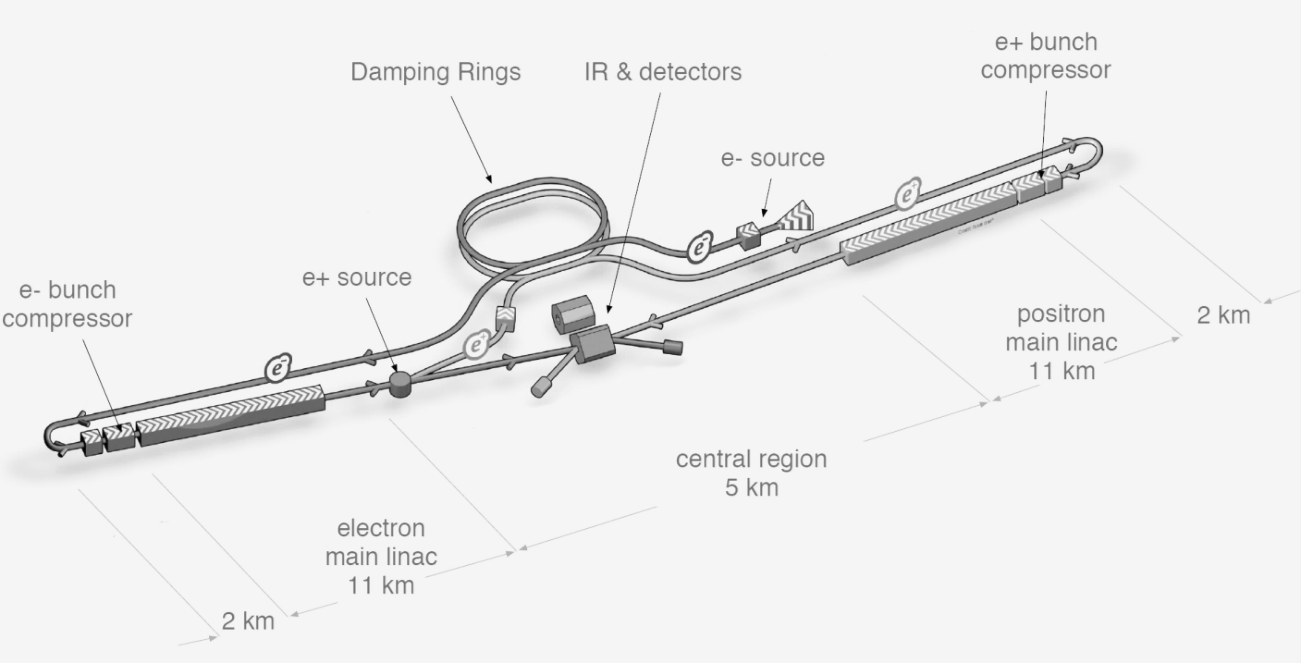 e+ bunch
compressor
Damping Rings
IR & detectors
e- source
e-
e+ source
e- bunch
compressor
e-
positron
main linac
11 km
2 km
central region
5 km
electron
main linac
11 km
2 km